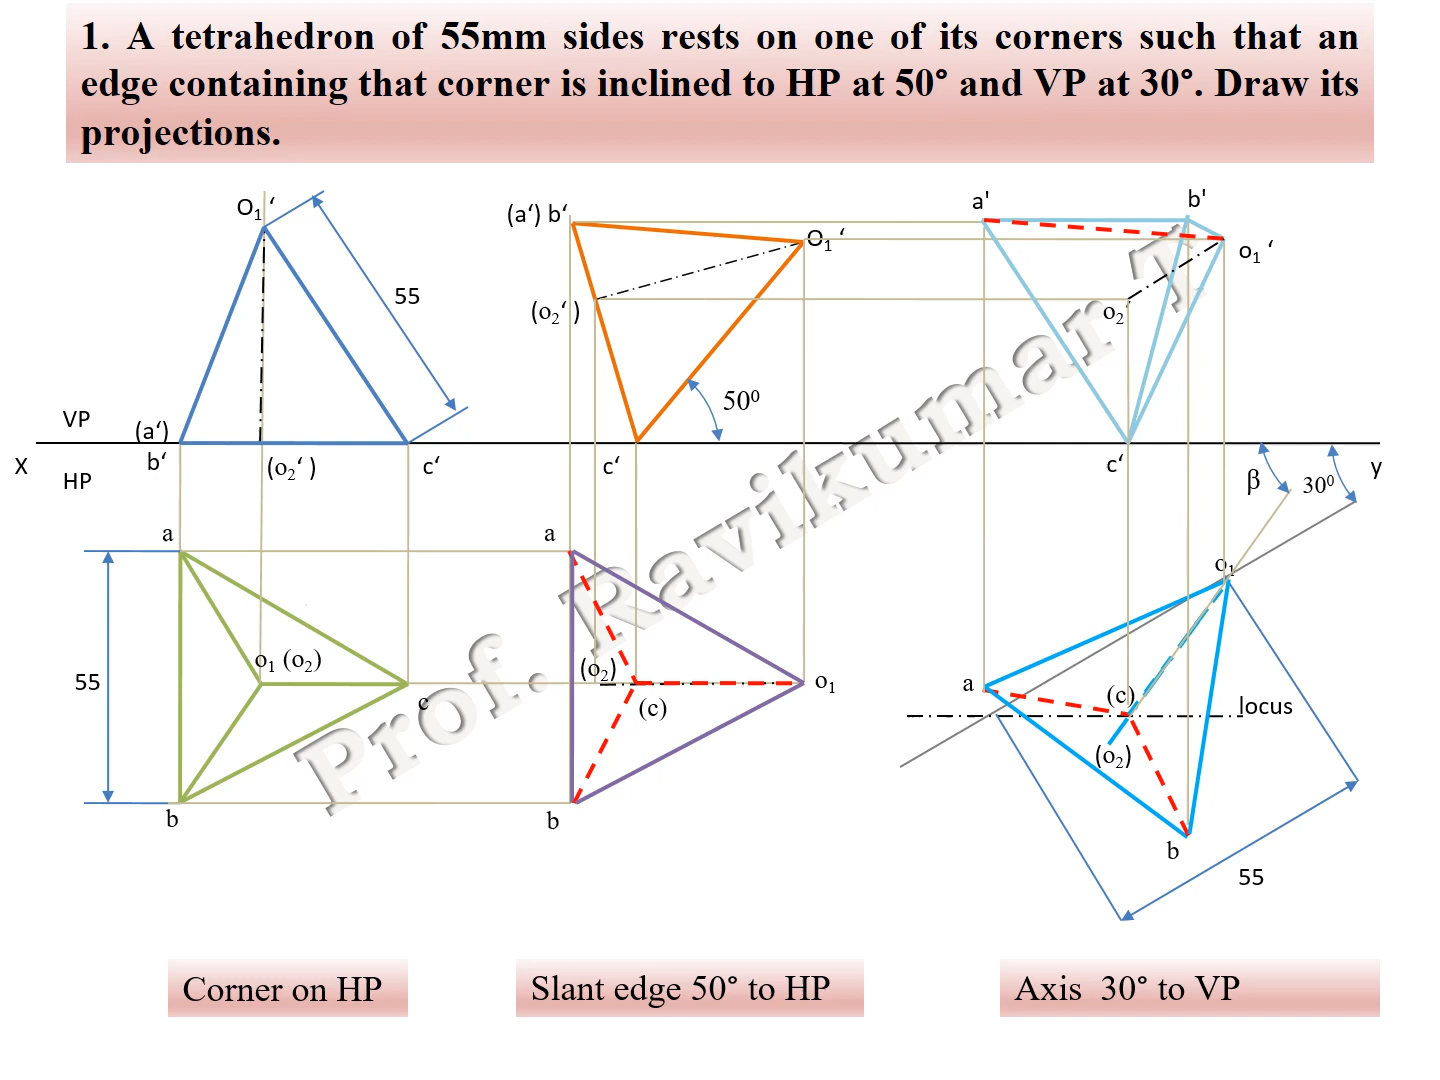 1. A tetrahedron of 55mm sides rests on one of its corners such that an
edge containing that corner is inclined to HP at 50° and VP at 30°. Draw its
projections.
O₁ ‘
55
(a‘) b‘
O₁ ‘
(o₂‘ )
50⁰
a'
b'
o₁ ‘
o₂'
VP
(a‘)
b‘
X
HP
(o₂‘ )
c‘
c‘
c‘
β
30⁰
y
a
55
o₁ (o₂)
c
b
a
(o₂)
(c)
o₁
b
o₁
a
(c)
locus
(o₂)
b
55
Prof. Ravikumar T
Corner on HP
Slant edge 50° to HP
Axis 30° to VP